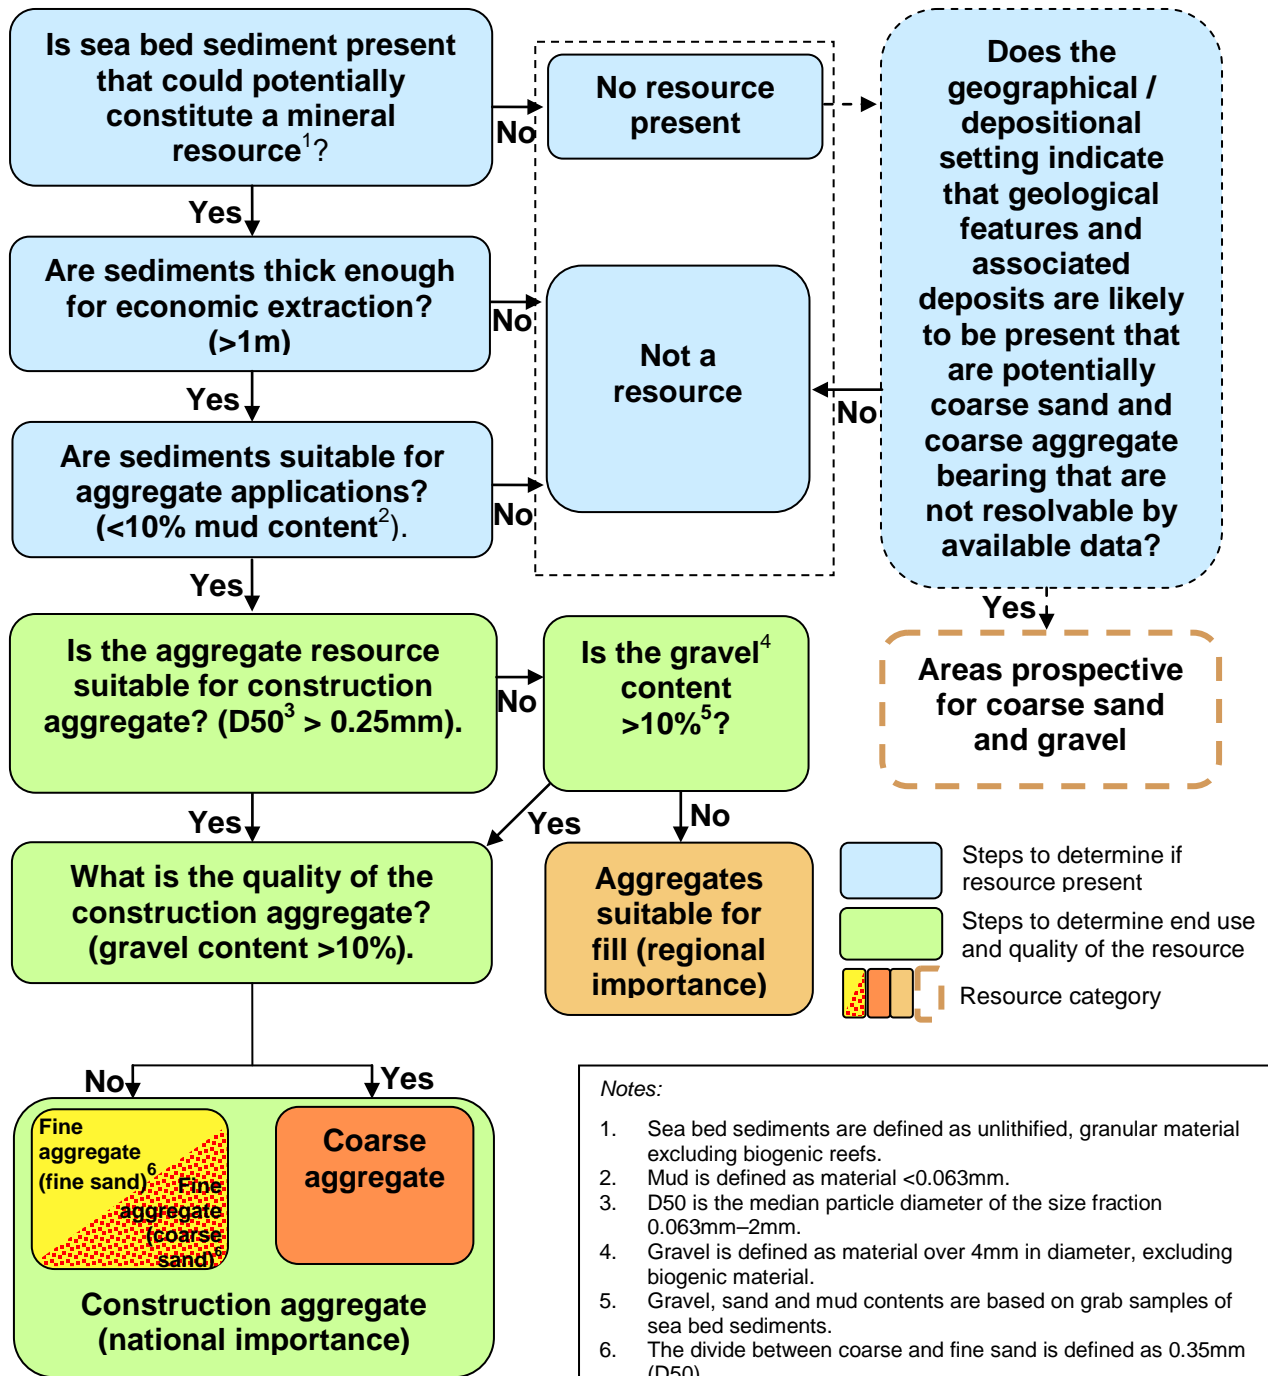 Is sea bed sediment present
that could potentially
constitute a mineral
resource1?
No
No resource
present
Does the
geographical /
depositional
setting indicate
that geological
features and
associated
deposits are likely
to be present that
are potentially
coarse sand and
coarse aggregate
bearing that are
not resolvable by
available data?
Yes
Are sediments thick enough
for economic extraction?
(>1m)
No
Not a
resource
No
Yes
Are sediments suitable for
aggregate applications?
(<10% mud content2).
No
Yes
Yes
Areas prospective
for coarse sand
and gravel
Is the aggregate resource
suitable for construction
aggregate? (D503 > 0.25mm).
No
Is the gravel4
content
>10%5?
Yes
Yes
No
What is the quality of the
construction aggregate?
(gravel content >10%).
Aggregates
suitable for
fill (regional
importance)
Steps to determine if
resource present
Steps to determine end use
and quality of the resource
Resource category
No
Yes
Fine
aggregate
(fine sand)6
Fine
aggregate
(coarse
sand)6
Coarse
aggregate
Construction aggregate
(national importance)
Notes:
1. Sea bed sediments are defined as unlithified, granular material
excluding biogenic reefs.
2. Mud is defined as material <0.063mm.
3. D50 is the median particle diameter of the size fraction
0.063mm–2mm.
4. Gravel is defined as material over 4mm in diameter, excluding
biogenic material.
5. Gravel, sand and mud contents are based on grab samples of
sea bed sediments.
6. The divide between coarse and fine sand is defined as 0.35mm
(D50)